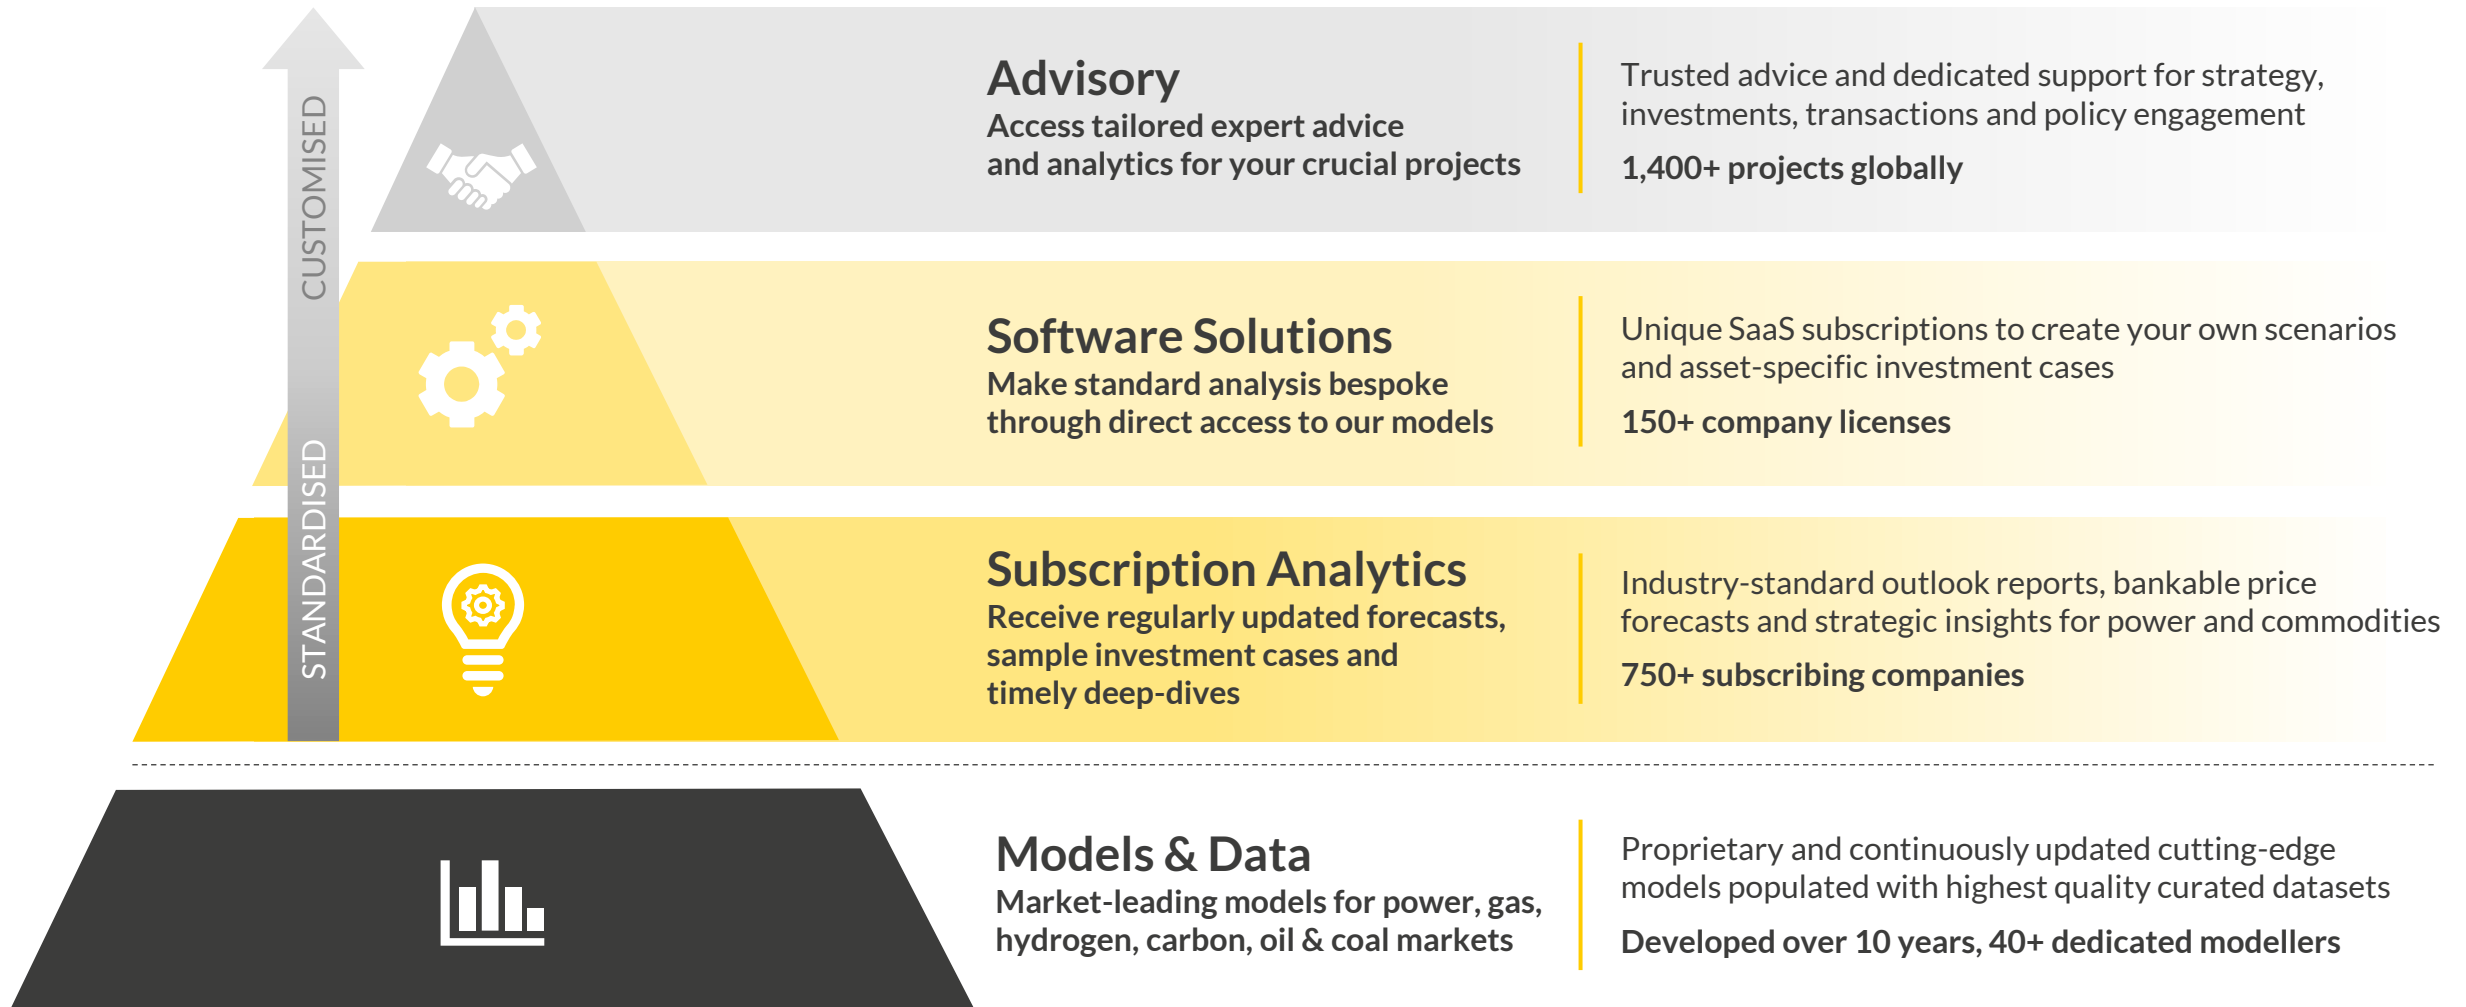 CUSTOMISED
STANDARDISED
Advisory
Access tailored expert advice
and analytics for your crucial projects
Trusted advice and dedicated support for strategy,
investments, transactions and policy engagement
1,400+ projects globally
Software Solutions
Make standard analysis bespoke
through direct access to our models
Unique SaaS subscriptions to create your own scenarios
and asset-specific investment cases
150+ company licenses
Subscription Analytics
Receive regularly updated forecasts,
sample investment cases and
timely deep-dives
Industry-standard outlook reports, bankable price
forecasts and strategic insights for power and commodities
750+ subscribing companies
Models & Data
Market-leading models for power, gas,
hydrogen, carbon, oil & coal markets
Proprietary and continuously updated cutting-edge
models populated with highest quality curated datasets
Developed over 10 years, 40+ dedicated modellers